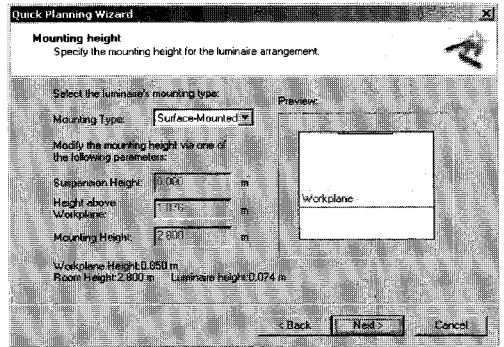 Quick Planning Wizard
Mounting height
Specify the mounting height for the luminaire arrangement.
Select the luminaire's mounting type:
Mounting Type: Surface-Mounted
Modify the mounting height via one of
the following parameters:
Suspension Height: 0.000 m
Height above
Workplane: m
Mounting Height: 2.800 m
Workplane Height:0.850 m
Room Height:2.800 m Luminaire height:0.074 m
Preview:
Workplane
< Back Next > Cancel